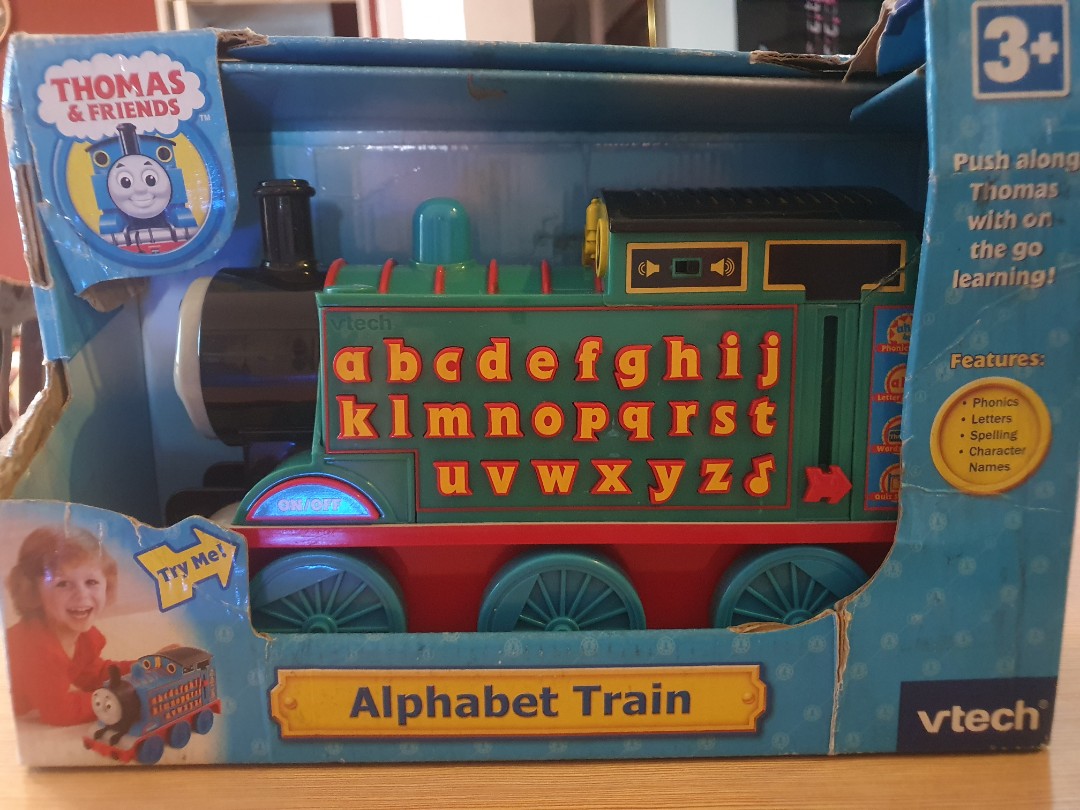 THOMAS
& FRIENDS
TM
3+
Push along
Thomas
with on
the go
learning!
Features:
• Phonics
• Letters
• Spelling
• Character
Names
vtech
a b c d e f g h i j
k l m n o p q r s t
u v w x y z
ON/OFF
Try Me!
Alphabet Train
vtech®